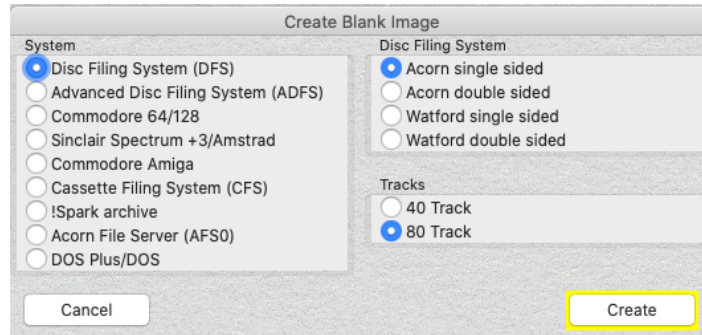 Create Blank Image
System
Disc Filing System (DFS)
Advanced Disc Filing System (ADFS)
Commodore 64/128
Sinclair Spectrum +3/Amstrad
Commodore Amiga
Cassette Filing System (CFS)
!Spark archive
Acorn File Server (AFS0)
DOS Plus/DOS
Disc Filing System
Acorn single sided
Acorn double sided
Watford single sided
Watford double sided
Tracks
40 Track
80 Track
Cancel
Create